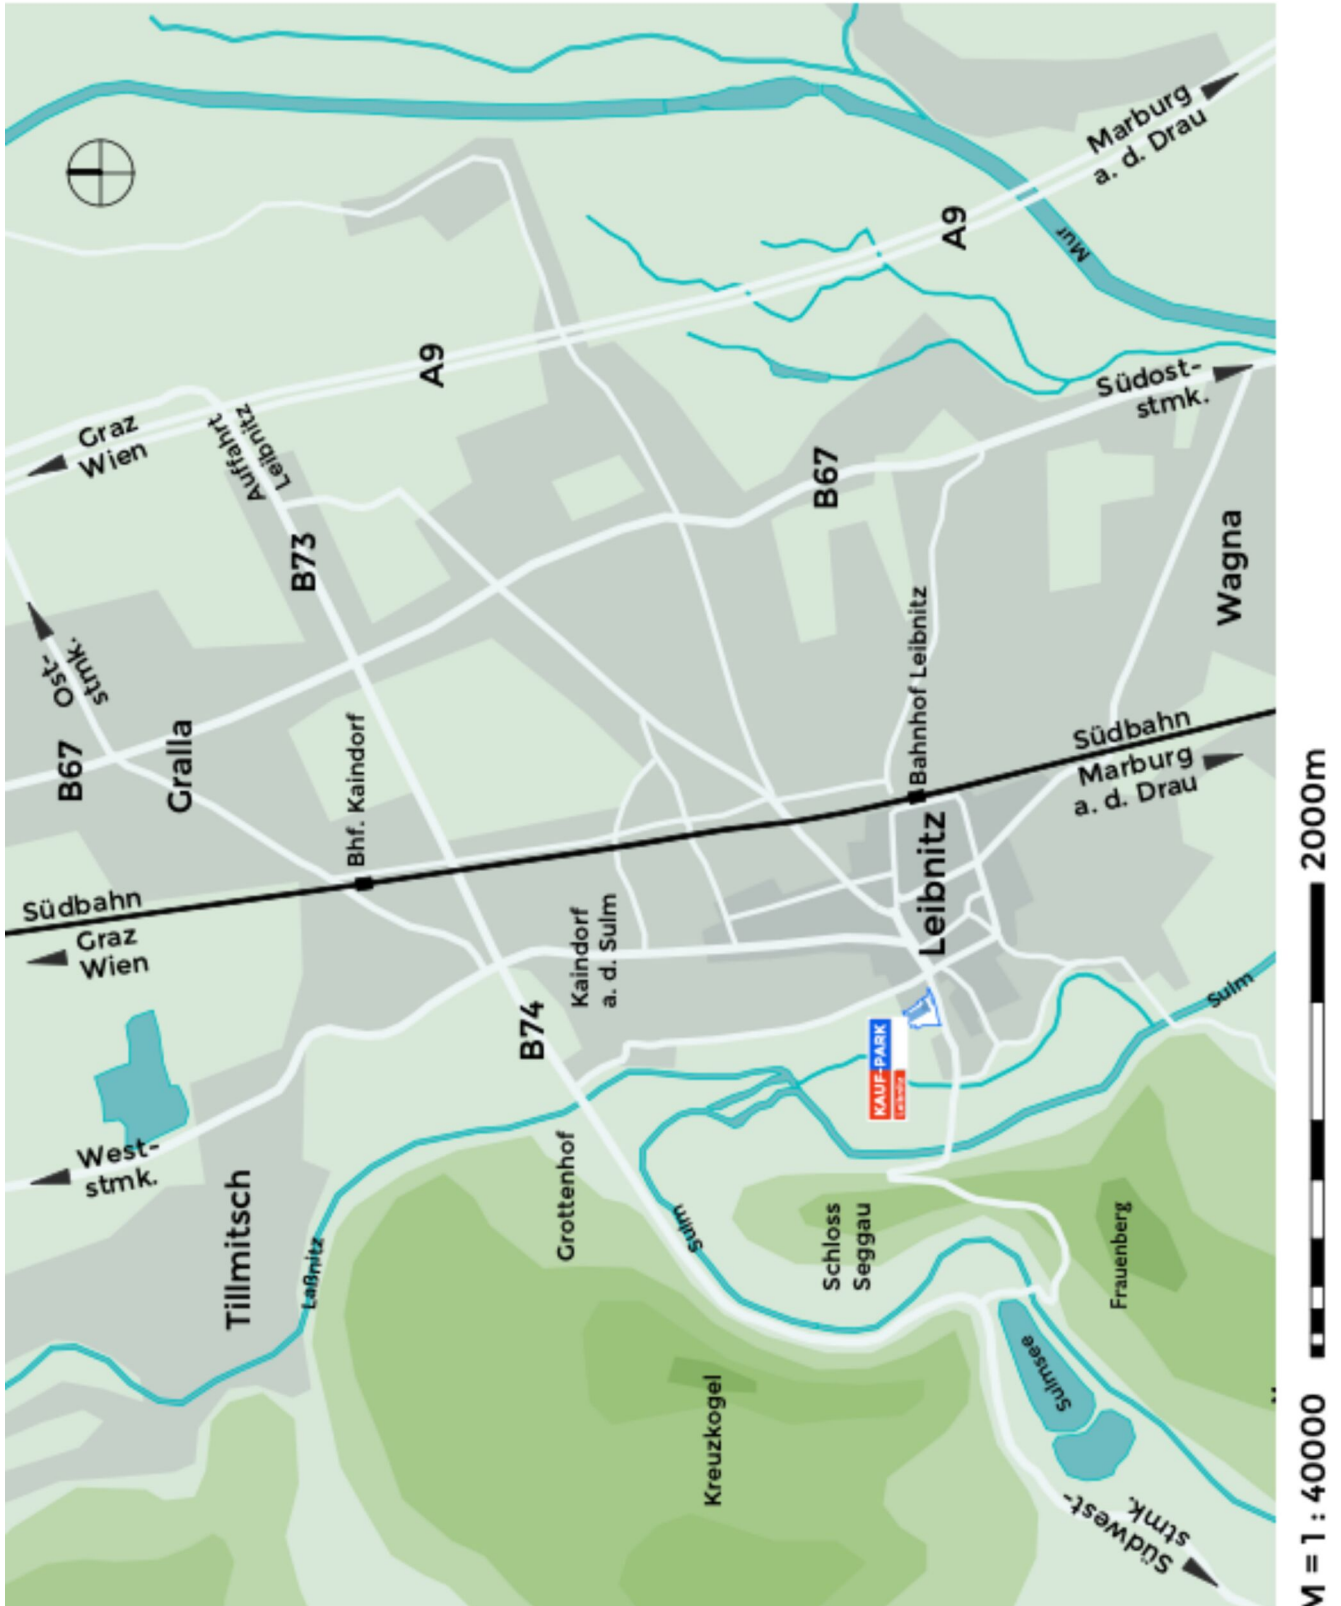 Südbahn
Graz
Wien
B67
Ost-
stmk.
Graz
Wien
West-
stmk.
Gralla
Auffahrt
Leibnitz
Tillmitsch
B73
Laßnitz
Bhf. Kaindorf
A9
B74
Grottenhof
Kaindorf
a. d. Sulm
Sulm
Kreuzkogel
B67
Schloss
Seggau
KAUF-PARK
Leibnitz
Bahnhof Leibnitz
Leibnitz
A9
Sulmsee
Mur
Frauenberg
Südbahn
Marburg
a. d. Drau
Marburg
a. d. Drau
Südost-
stmk.
Südwest-
stmk.
Sulm
Wagna
M = 1 : 40000
2000m